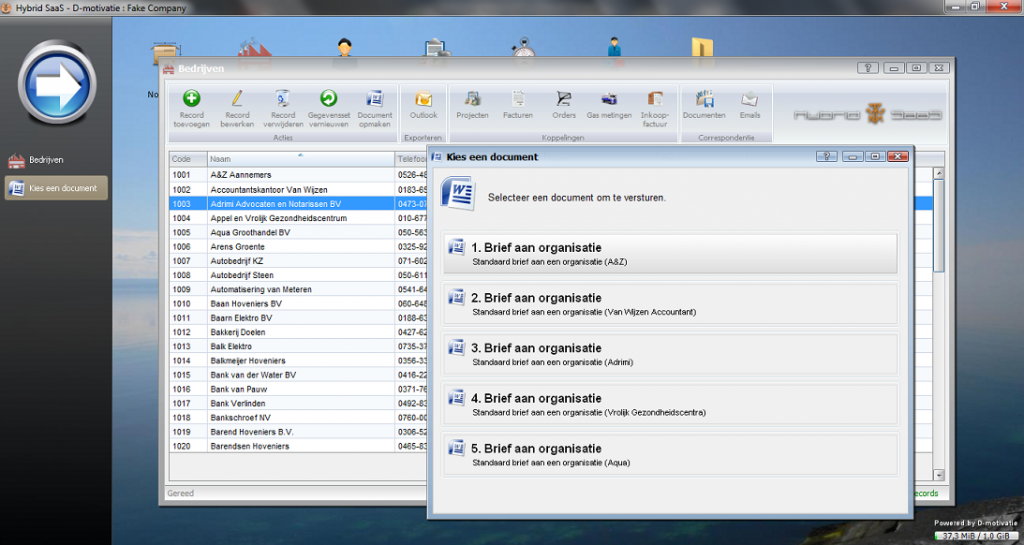 Hybrid SaaS - D-motivatie : Fake Company
No
Bedrijven
Kies een document
Bedrijven
Record toevoegen
Record bewerken
Record verwijderen
Gegevensset vernieuwen
Document opmaken
Outlook
Projecten
Facturen
Orders
Gas metingen
Inkoop-factuur
Documenten
Emails
Acties
Exporteren
Koppelingen
Correspondentie
HYBRID SaaS
Code Naam Telefoo
1001 A&Z Aannemers 0526-48
1002 Accountantskantoor Van Wijzen 0183-65
1003 Adrimi Advocaten en Notarissen BV 0473-07
1004 Appel en Vrolijk Gezondheidscentrum 010-677
1005 Aqua Groothandel BV 050-563
1006 Arens Groente 0325-92
1007 Autobedrijf KZ 071-602
1008 Autobedrijf Steen 050-611
1009 Automatisering van Meteren 0541-64
1010 Baan Hoveniers BV 060-648
1011 Baarn Elektro BV 0188-63
1012 Bakkerij Doelen 0427-62
1013 Balk Elektro 0735-37
1014 Balkmeijer Hoveniers 0356-33
1015 Bank van der Water BV 0416-22
1016 Bank van Pauw 0371-76
1017 Bank Verlinden 0492-83
1018 Bankschroef NV 0760-00
1019 Barend Hoveniers B.V. 0306-52
1020 Barendsen Hoveniers 0465-83
Gereed
ecords
Kies een document
Selecteer een document om te versturen.
1. Brief aan organisatie
Standaard brief aan een organisatie (A&Z)
2. Brief aan organisatie
Standaard brief aan een organisatie (Van Wijzen Accountant)
3. Brief aan organisatie
Standaard brief aan een organisatie (Adrimi)
4. Brief aan organisatie
Standaard brief aan een organisatie (Vrolijk Gezondheidscentra)
5. Brief aan organisatie
Standaard brief aan een organisatie (Aqua)
Powered by D-motivatie
37,3 MiB / 1,0 GiB